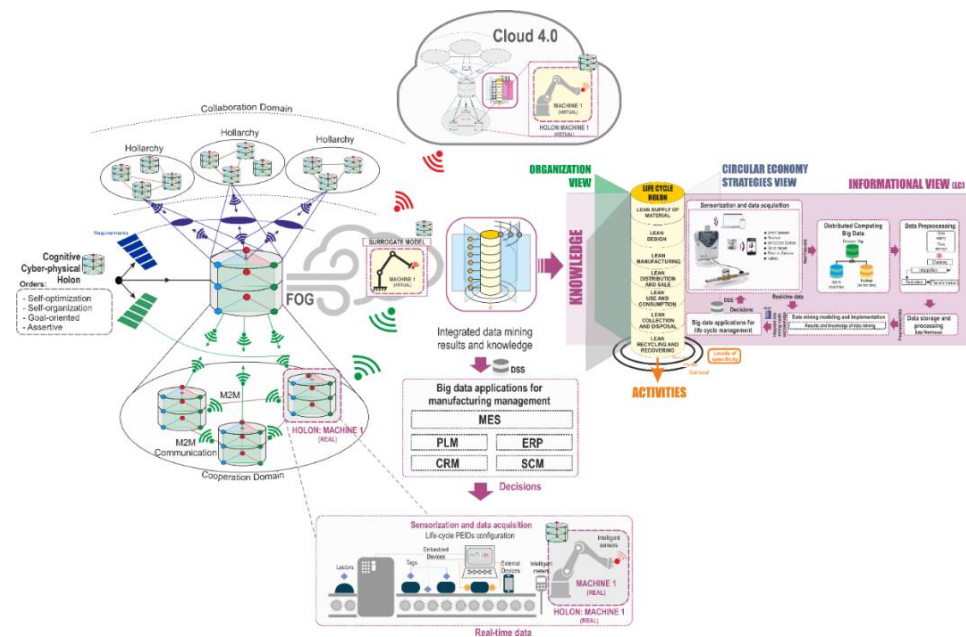 Cloud 4.0
MACHINE 1
(VIRTUAL)
HOLON:MACHINE 1
(VIRTUAL)
Collaboration Domain
Hollarchy
Hollarchy
Hollarchy
Requirements
Cognitive
Cyber-physical
Holon
Orders:
- Self-optimization
- Self-organization
- Goal-oriented
- Assertive
FOG
SURROGATE MODEL
MACHINE 1
(VIRTUAL)
M2M
M2M
Communication
HOLON: MACHINE 1
(REAL)
Cooperation Domain
Integrated data mining
results and knowledge
DSS
Big data applications for
manufacturing management
MES
PLM
ERP
CRM
SCM
Decisions
Sensorization and data acquisition
Life-cycle PEIDs configuration
Embedded
Devices
Tags
External
Devices
Intelligent
meters
Intelligent
sensors
MACHINE 1
(REAL)
HOLON: MACHINE 1
(REAL)
Real-time data
ORGANIZATION
VIEW
CIRCULAR ECONOMY
STRATEGIES VIEW
INFORMATIONAL VIEW (LC)
KNOWLEDGE
LIFE CYCLE
HOLON
LEAN SUPPLY OF
MATERIAL
LEAN
DESIGN
LEAN
MANUFACTURING
LEAN
DISTRIBUTION
AND SALE
LEAN
USE AND
CONSUMPTION
LEAN
COLLECTION
AND DISPOSAL
LEAN
RECYCLING AND
RECOVERING
Levels of
specificity
ACTIVITIES
Sensorization and data acquisition
Distributed Computing
Big Data
Data Preprocessing
Real-time data
DSS
Decisions
Big data applications for
life cycle management
Data mining modeling and implementation
Results and knowledge of data mining
Data storage and
processing